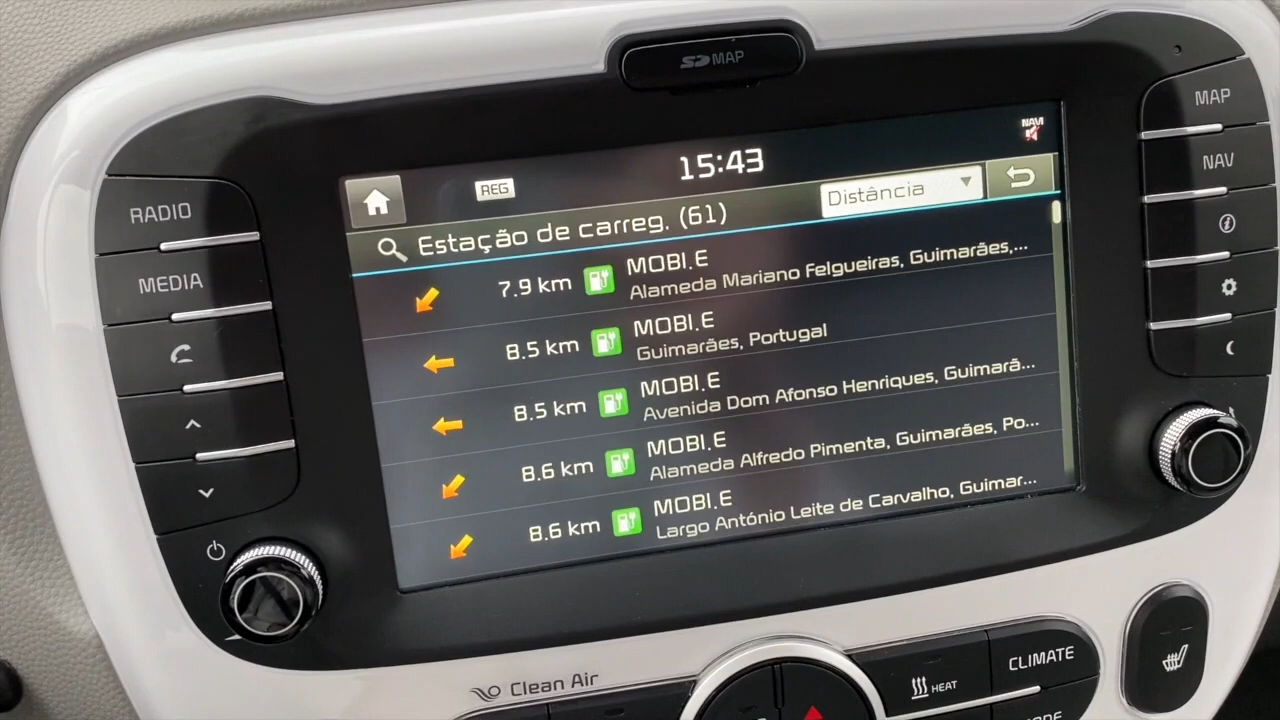 SD MAP
MAP
NAV
RADIO
MEDIA
NAVI
15:43
REG
Distância
Estação de carreg. (61)
7.9 km MOBI.E
Alameda Mariano Felgueiras, Guimarães,...
8.5 km MOBI.E
Guimarães, Portugal
8.5 km MOBI.E
Avenida Dom Afonso Henriques, Guimarã...
8.6 km MOBI.E
Alameda Alfredo Pimenta, Guimarães, Po...
8.6 km MOBI.E
Largo António Leite de Carvalho, Guimar...
Clean Air
HEAT
CLIMATE